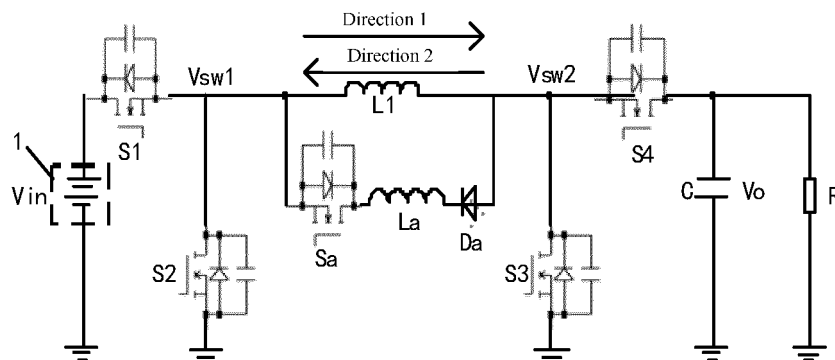 Direction 1
Direction 2
Vsw1
Vsw2
L1
S1
S4
1
Vin
Sa
La
Da
C
Vo
R
S2
S3